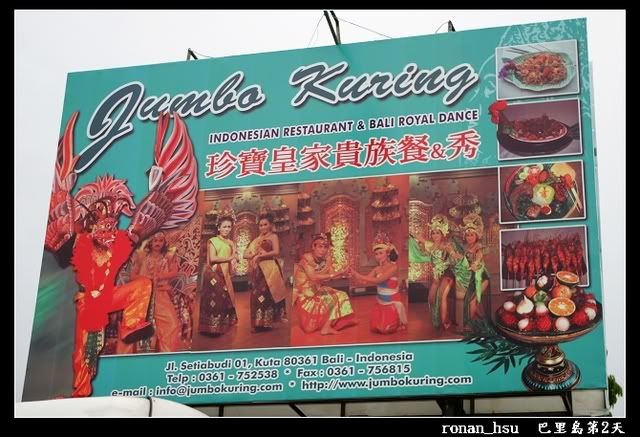 Jumbo Kuring
INDONESIAN RESTAURANT & BALI ROYAL DANCE
珍寶皇家貴族餐&秀
Jl. Setiabudi 01, Kuta 80361 Bali - Indonesia
Telp : 0361 - 752538 * Fax : 0361 - 756815
e-mail : info@jumbokuring.com * http://www.jumbokuring.com
ronan_hsu 巴里島第2天